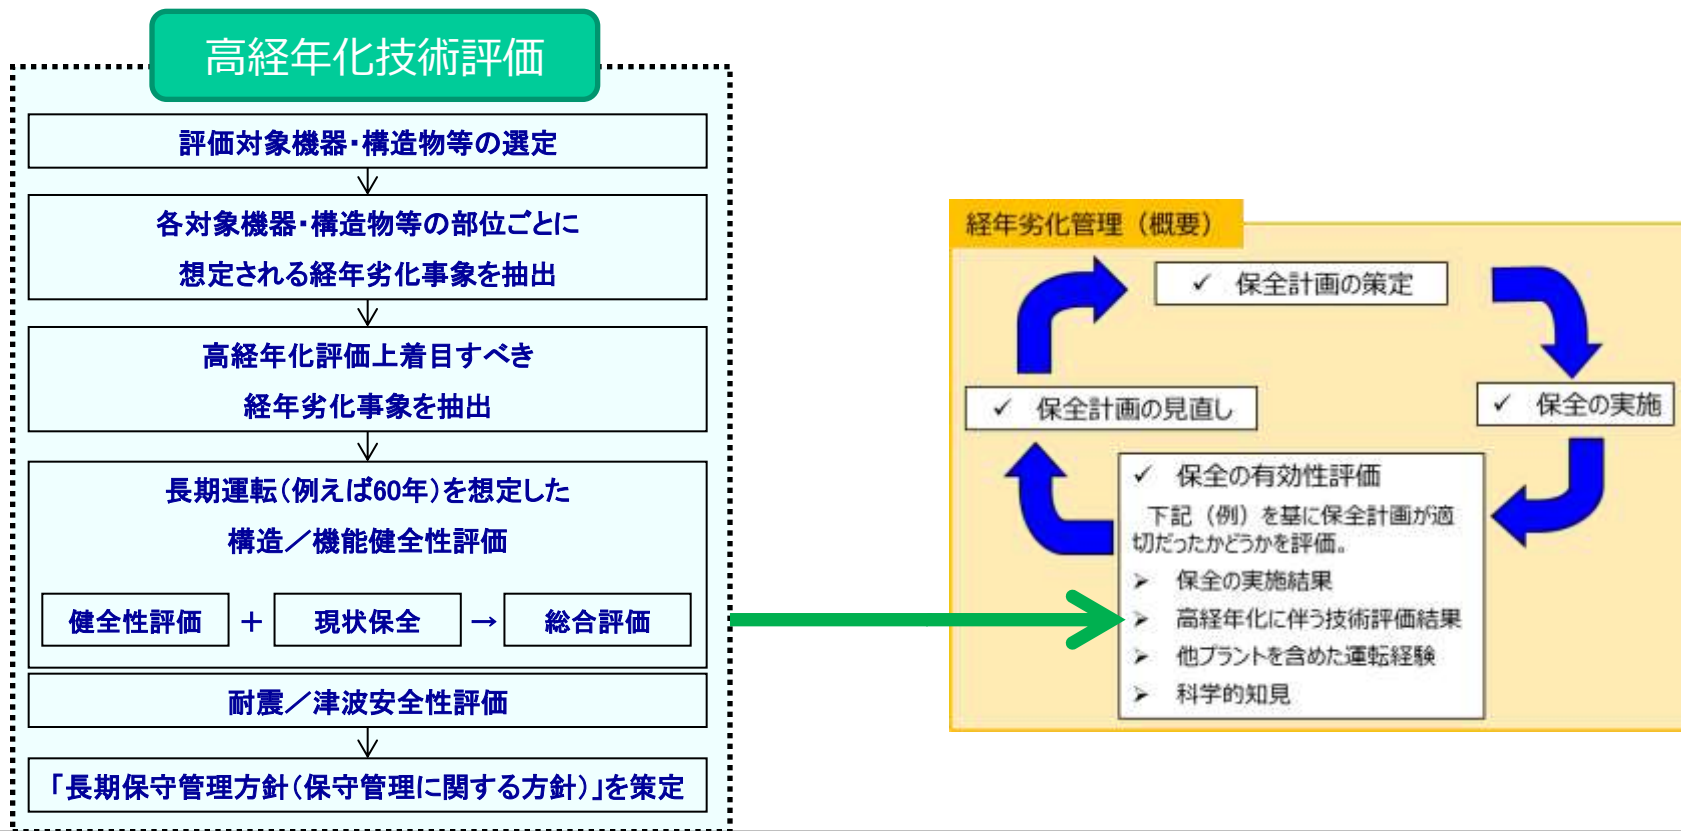 高経年化技術評価
評価対象機器・構造物等の選定
各対象機器・構造物等の部位ごとに
想定される経年劣化事象を抽出
高経年化評価上着目すべき
経年劣化事象を抽出
長期運転(例えば60年)を想定した
構造／機能健全性評価
健全性評価 + 現状保全 → 総合評価
耐震／津波安全性評価
「長期保守管理方針(保守管理に関する方針)」を策定
経年劣化管理（概要）
✓ 保全計画の策定
✓ 保全計画の見直し
✓ 保全の実施
✓ 保全の有効性評価
下記（例）を基に保全計画が適
切だったかどうかを評価。
➢ 保全の実施結果
➢ 高経年化に伴う技術評価結果
➢ 他プラントを含めた運転経験
➢ 科学的知見